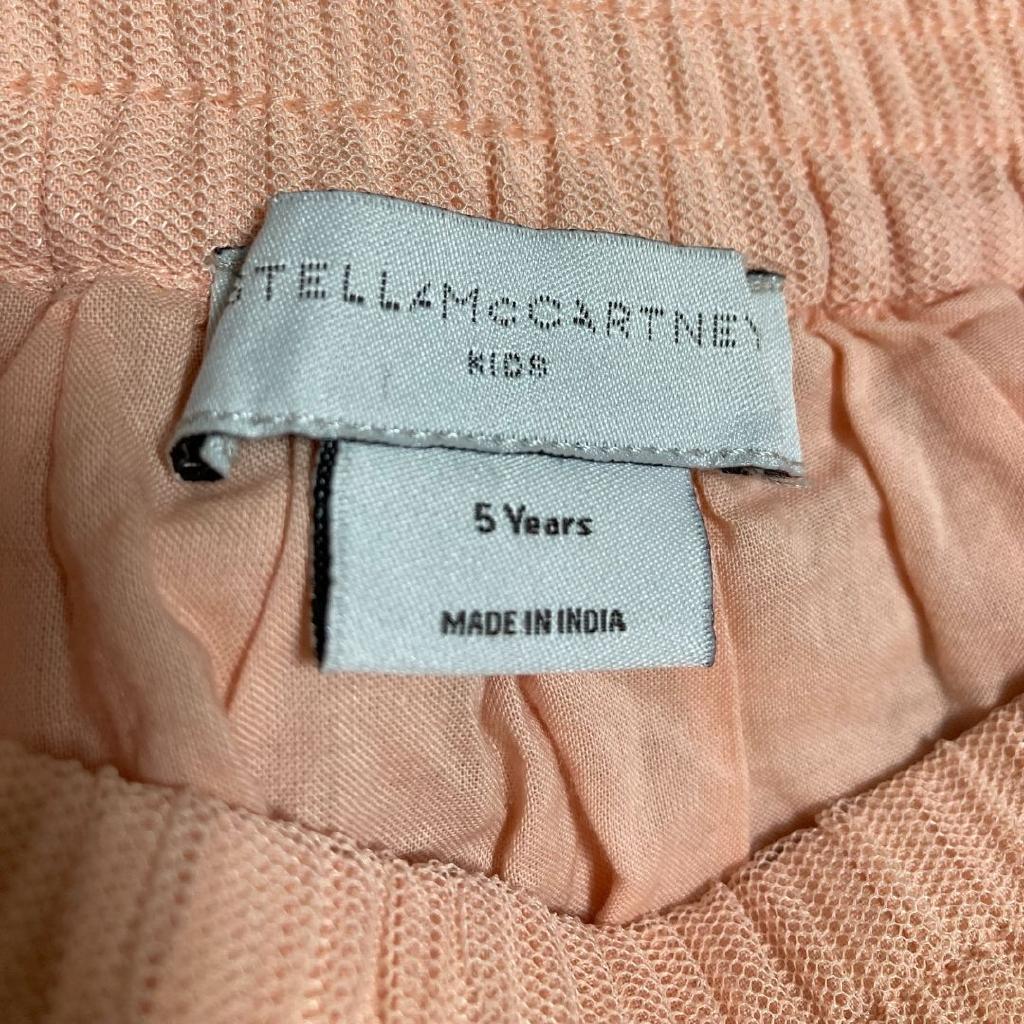 STELLA McCARTNEY
KIDS
5 Years
MADE IN INDIA